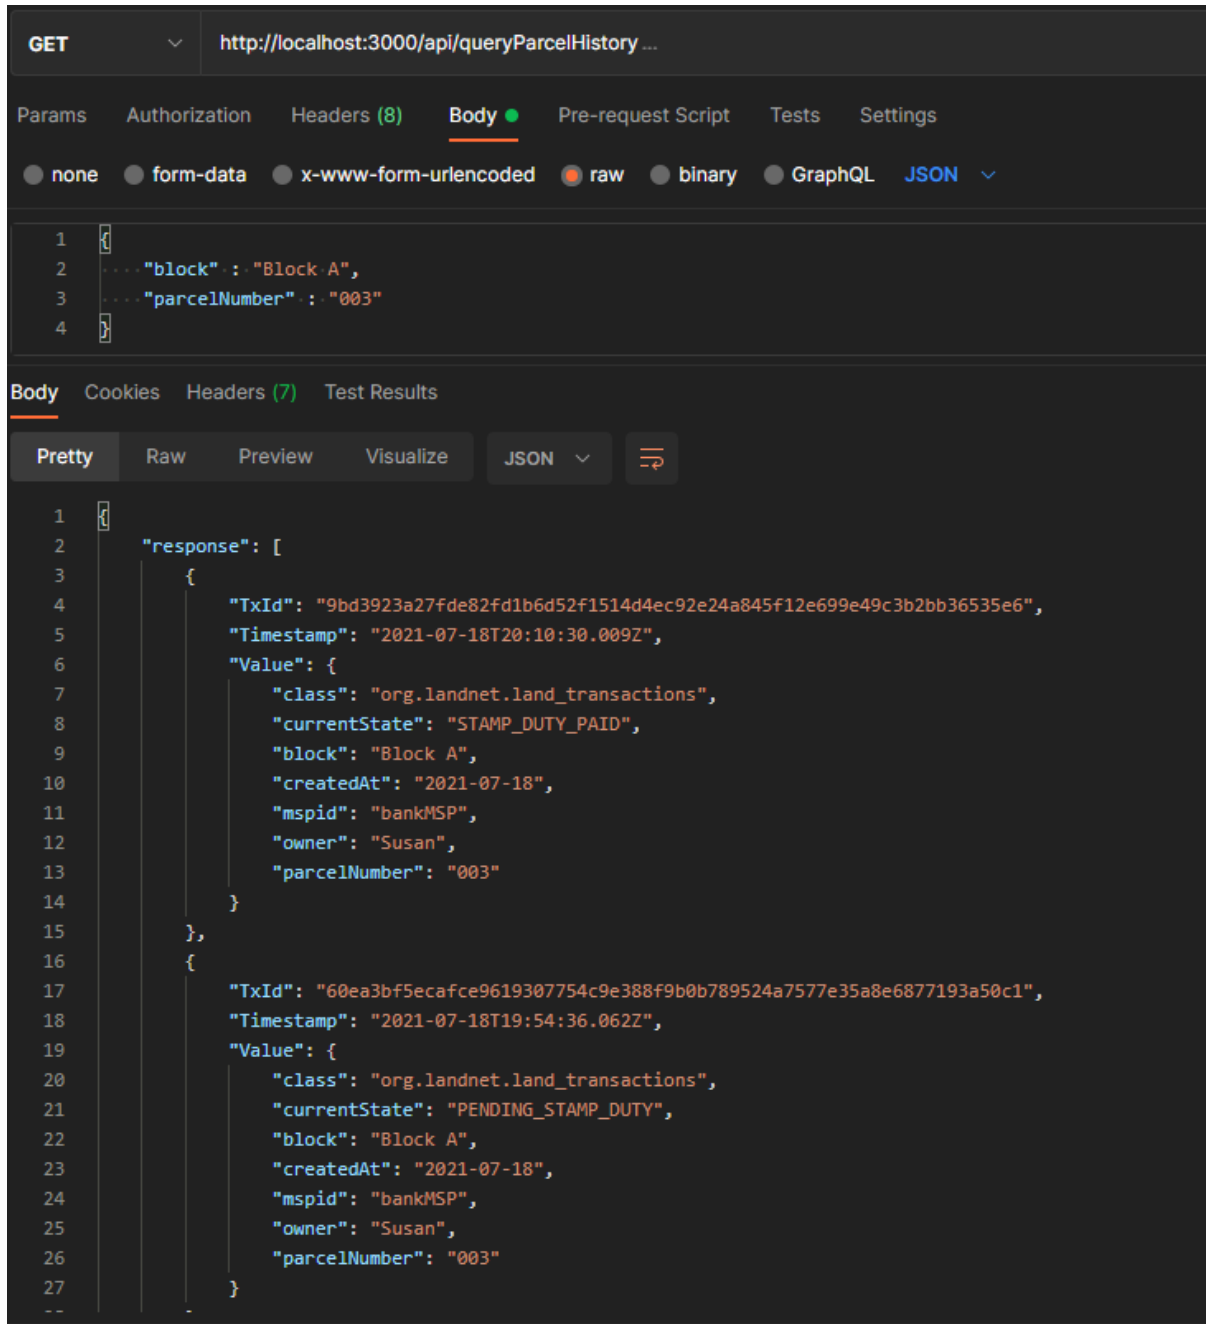 GET http://localhost:3000/api/queryParcelHistory ...
Params Authorization Headers (8) Body Pre-request Script Tests Settings
none form-data x-www-form-urlencoded raw binary GraphQL JSON
1 {
2 "block" : "Block A",
3 "parcelNumber" : "003"
4 }
Body Cookies Headers (7) Test Results
Pretty Raw Preview Visualize JSON
1 {
2 "response": [
3 {
4 "TxId": "9bd3923a27fde82fd1b6d52f1514d4ec92e24a845f12e699e49c3b2bb36535e6",
5 "Timestamp": "2021-07-18T20:10:30.009Z",
6 "Value": {
7 "class": "org.landnet.land_transactions",
8 "currentState": "STAMP_DUTY_PAID",
9 "block": "Block A",
10 "createdAt": "2021-07-18",
11 "mspid": "bankMSP",
12 "owner": "Susan",
13 "parcelNumber": "003"
14 }
15 },
16 {
17 "TxId": "60ea3bf5ecafce9619307754c9e388f9b0b789524a7577e35a8e6877193a50c1",
18 "Timestamp": "2021-07-18T19:54:36.062Z",
19 "Value": {
20 "class": "org.landnet.land_transactions",
21 "currentState": "PENDING_STAMP_DUTY",
22 "block": "Block A",
23 "createdAt": "2021-07-18",
24 "mspid": "bankMSP",
25 "owner": "Susan",
26 "parcelNumber": "003"
27 }